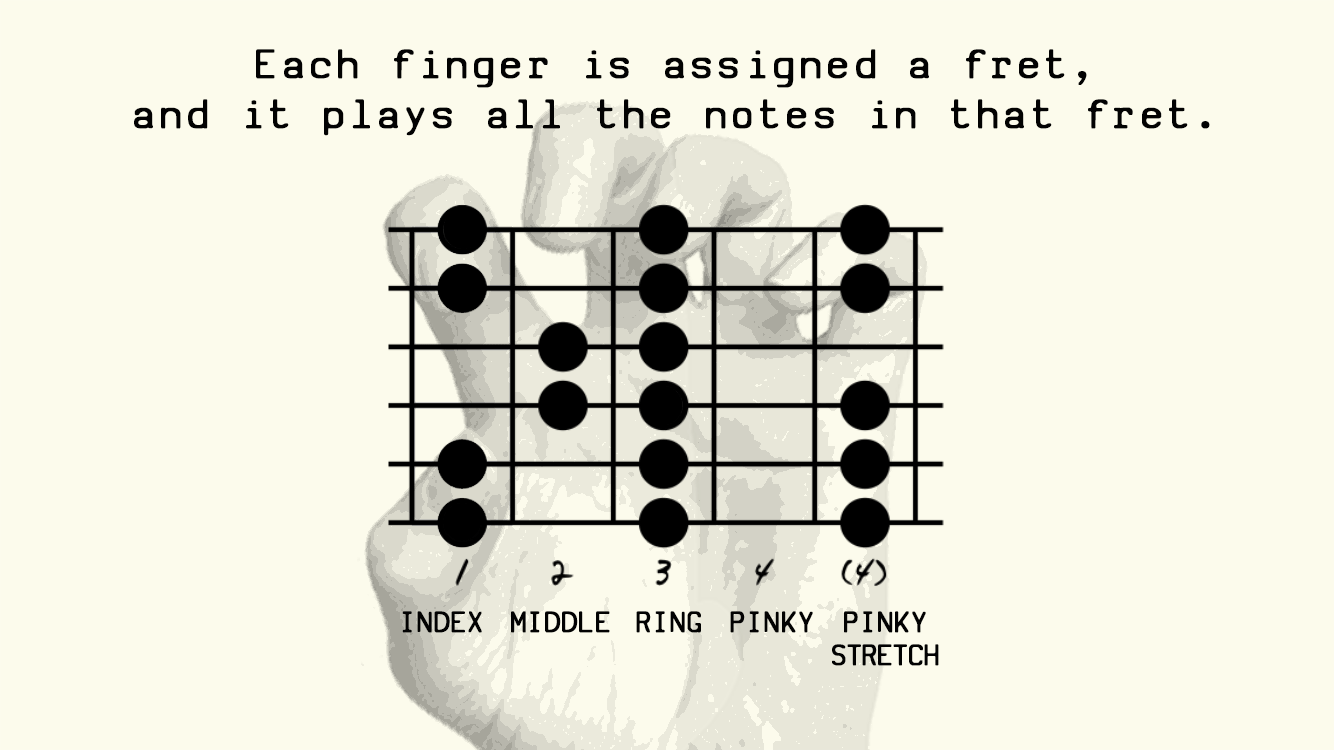 Each finger is assigned a fret,
and it plays all the notes in that fret.
1 2 3 4 (4)
INDEX MIDDLE RING PINKY PINKY
STRETCH